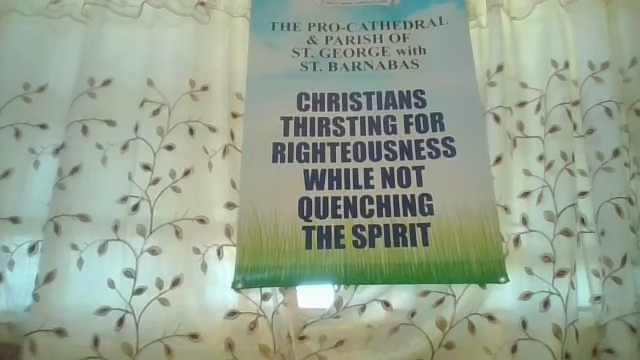 THE PRO-CATHEDRAL
& PARISH OF
ST. GEORGE with
ST. BARNABAS
CHRISTIANS
THIRSTING FOR
RIGHTEOUSNESS
WHILE NOT
QUENCHING
THE SPIRIT